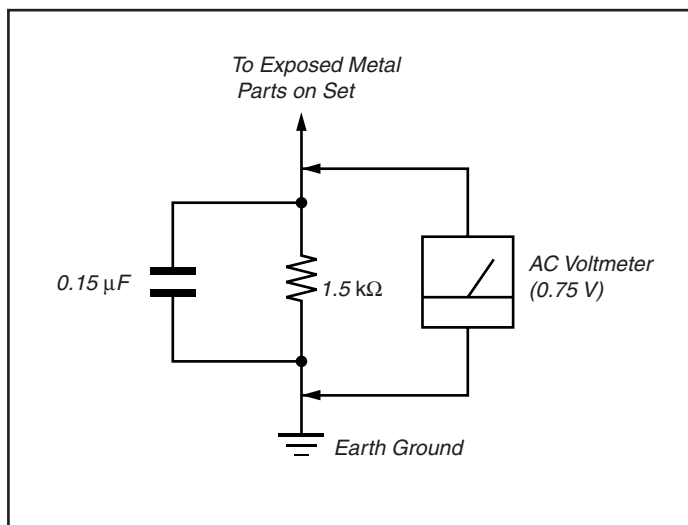 To Exposed Metal
Parts on Set
0.15 μF
1.5 kΩ
AC Voltmeter
(0.75 V)
Earth Ground